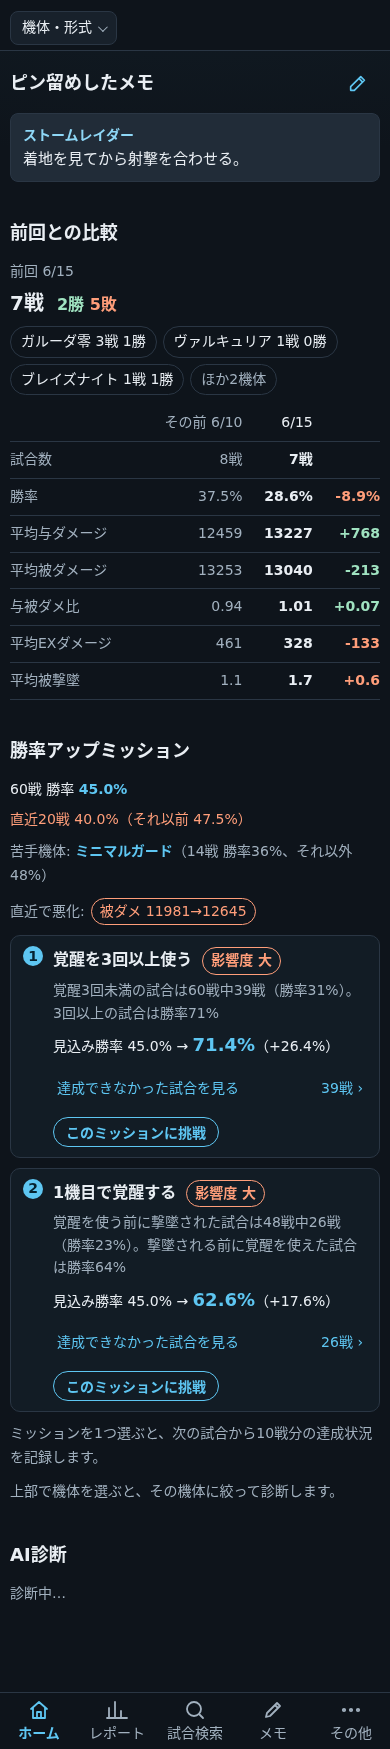 機体・形式
ピン留めしたメモ
ストームレイダー
着地を見てから射撃を合わせる。
前回との比較
前回 6/15
7戦 2勝 5敗
ガルーダ零 3戦 1勝 ヴァルキュリア 1戦 0勝
ブレイズナイト 1戦 1勝 ほか2機体
その前 6/10 6/15
試合数 8戦 7戦
勝率 37.5% 28.6% -8.9%
平均与ダメージ 12459 13227 +768
平均被ダメージ 13253 13040 -213
与被ダメ比 0.94 1.01 +0.07
平均EXダメージ 461 328 -133
平均被撃墜 1.1 1.7 +0.6
勝率アップミッション
60戦 勝率 45.0%
直近20戦 40.0%（それ以前 47.5%）
苦手機体: ミニマルガード（14戦 勝率36%、それ以外
48%）
直近で悪化: 被ダメ 11981→12645
1 覚醒を3回以上使う 影響度 大
覚醒3回未満の試合は60戦中39戦（勝率31%）。
3回以上の試合は勝率71%
見込み勝率 45.0% → 71.4%（+26.4%）
達成できなかった試合を見る 39戦 ›
このミッションに挑戦
2 1機目で覚醒する 影響度 大
覚醒を使う前に撃墜された試合は48戦中26戦
（勝率23%）。撃墜される前に覚醒を使えた試合
は勝率64%
見込み勝率 45.0% → 62.6%（+17.6%）
達成できなかった試合を見る 26戦 ›
このミッションに挑戦
ミッションを1つ選ぶと、次の試合から10戦分の達成状況
を記録します。
上部で機体を選ぶと、その機体に絞って診断します。
AI診断
診断中…
ホーム レポート 試合検索 メモ その他